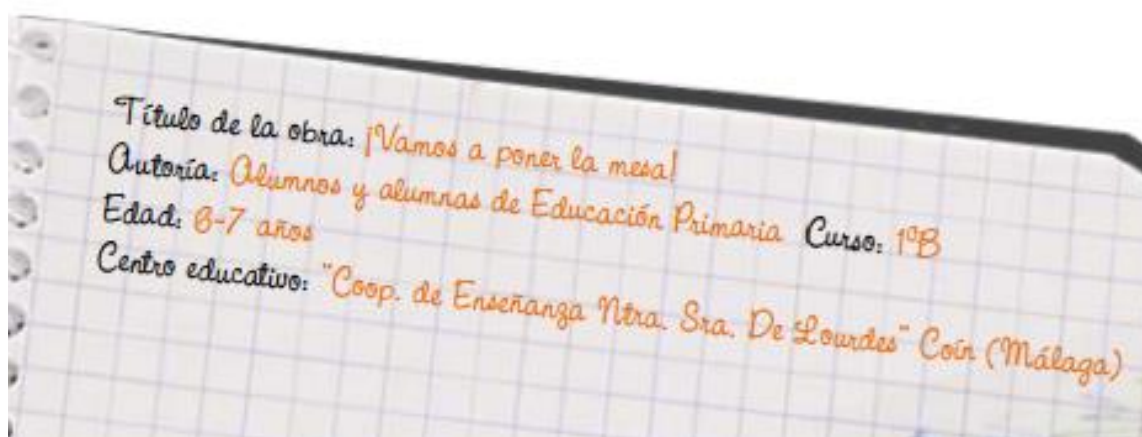 Título de la obra: ¡Vamos a poner la mesa!
Autoría: Alumnos y alumnas de Educación Primaria Curso: 1ºB
Edad: 6-7 años
Centro educativo: "Coop. de Enseñanza Ntra. Sra. De Lourdes" Coín (Málaga)